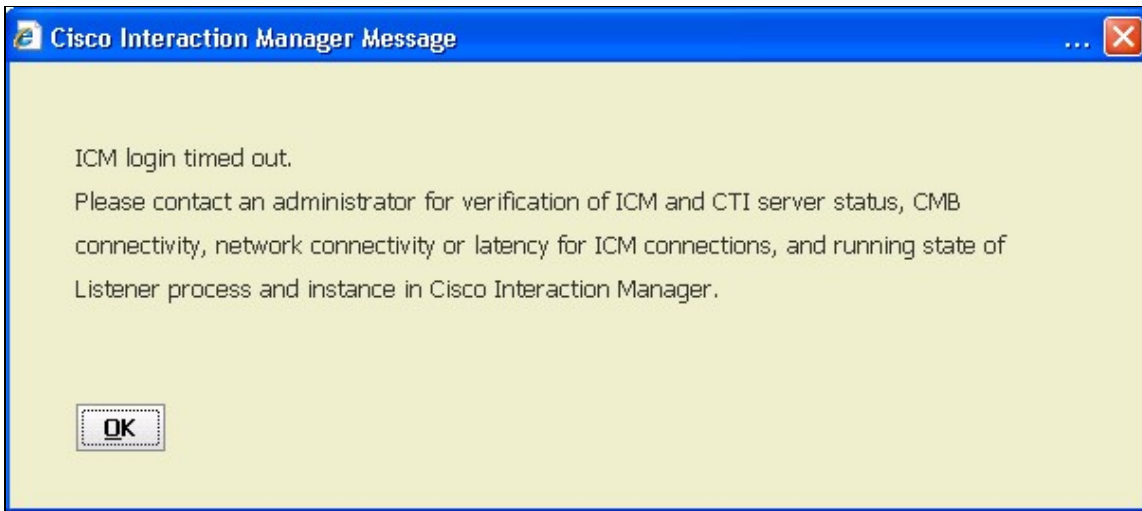 Cisco Interaction Manager Message ...
ICM login timed out.
Please contact an administrator for verification of ICM and CTI server status, CMB
connectivity, network connectivity or latency for ICM connections, and running state of
Listener process and instance in Cisco Interaction Manager.
OK